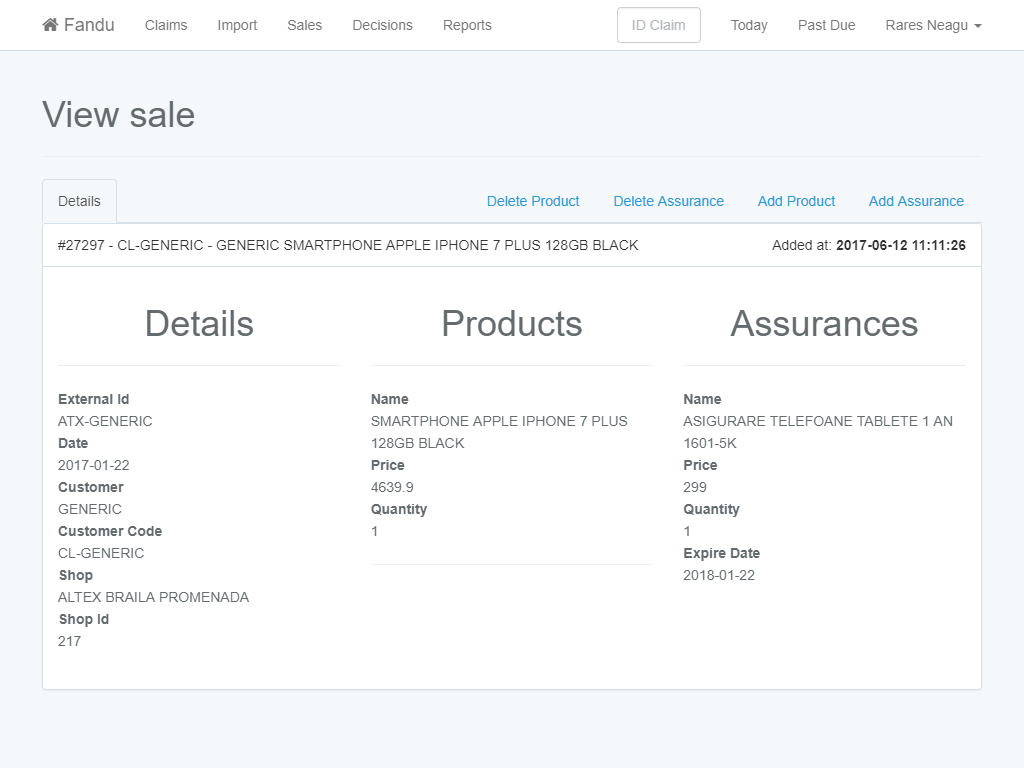 Fandu Claims Import Sales Decisions Reports ID Claim Today Past Due Rares Neagu
View sale
Details Delete Product Delete Assurance Add Product Add Assurance
#27297 - CL-GENERIC - GENERIC SMARTPHONE APPLE IPHONE 7 PLUS 128GB BLACK Added at: 2017-06-12 11:11:26
Details
External Id
ATX-GENERIC
Date
2017-01-22
Customer
GENERIC
Customer Code
CL-GENERIC
Shop
ALTEX BRAILA PROMENADA
Shop Id
217
Products
Name
SMARTPHONE APPLE IPHONE 7 PLUS
128GB BLACK
Price
4639.9
Quantity
1
Assurances
Name
ASIGURARE TELEFOANE TABLETE 1 AN
1601-5K
Price
299
Quantity
1
Expire Date
2018-01-22